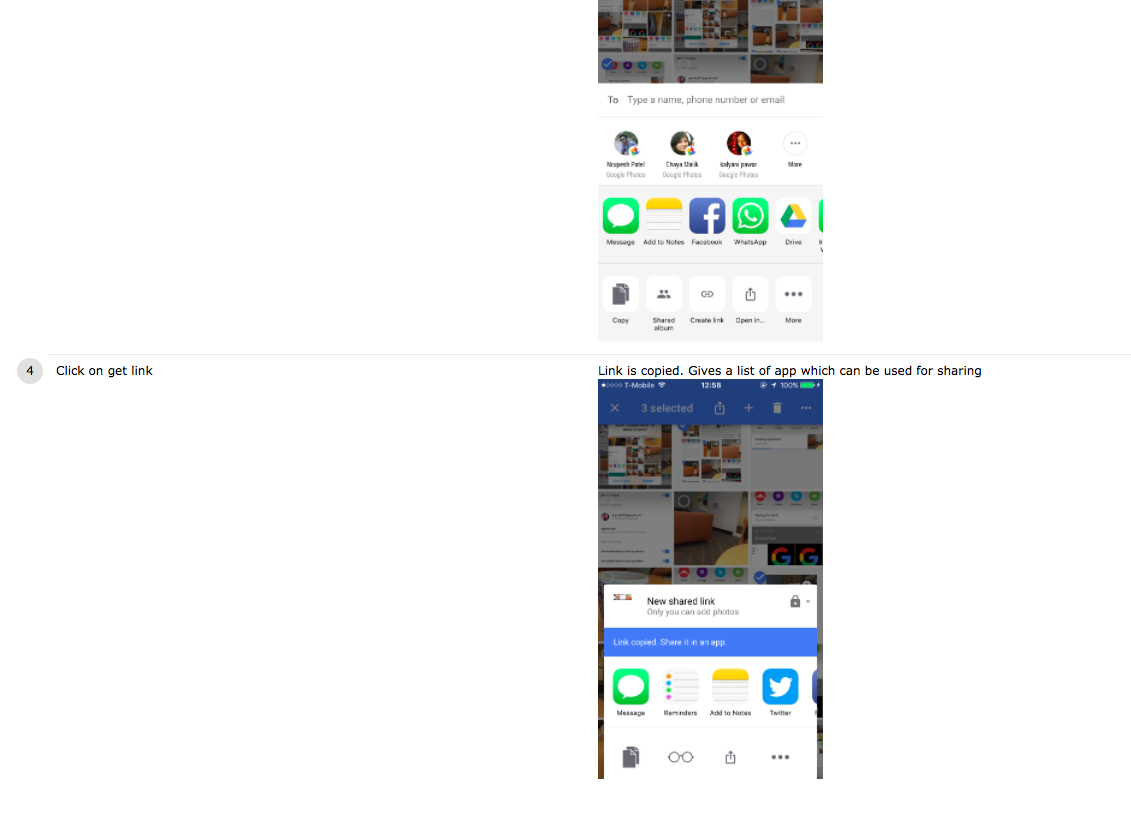 To Type a name, phone number or email
Nrupesh Patel
Google Photos
Chaya Malik
Google Photos
kalyani pawar
Google Photos
More
Message
Add to Notes
Facebook
WhatsApp
Drive
Copy
Shared album
Create link
Open in...
More
4 Click on get link
Link is copied. Gives a list of app which can be used for sharing
T-Mobile 12:58 100%
3 selected
New shared link
Only you can add photos
Link copied. Share it in an app.
Message
Reminders
Add to Notes
Twitter